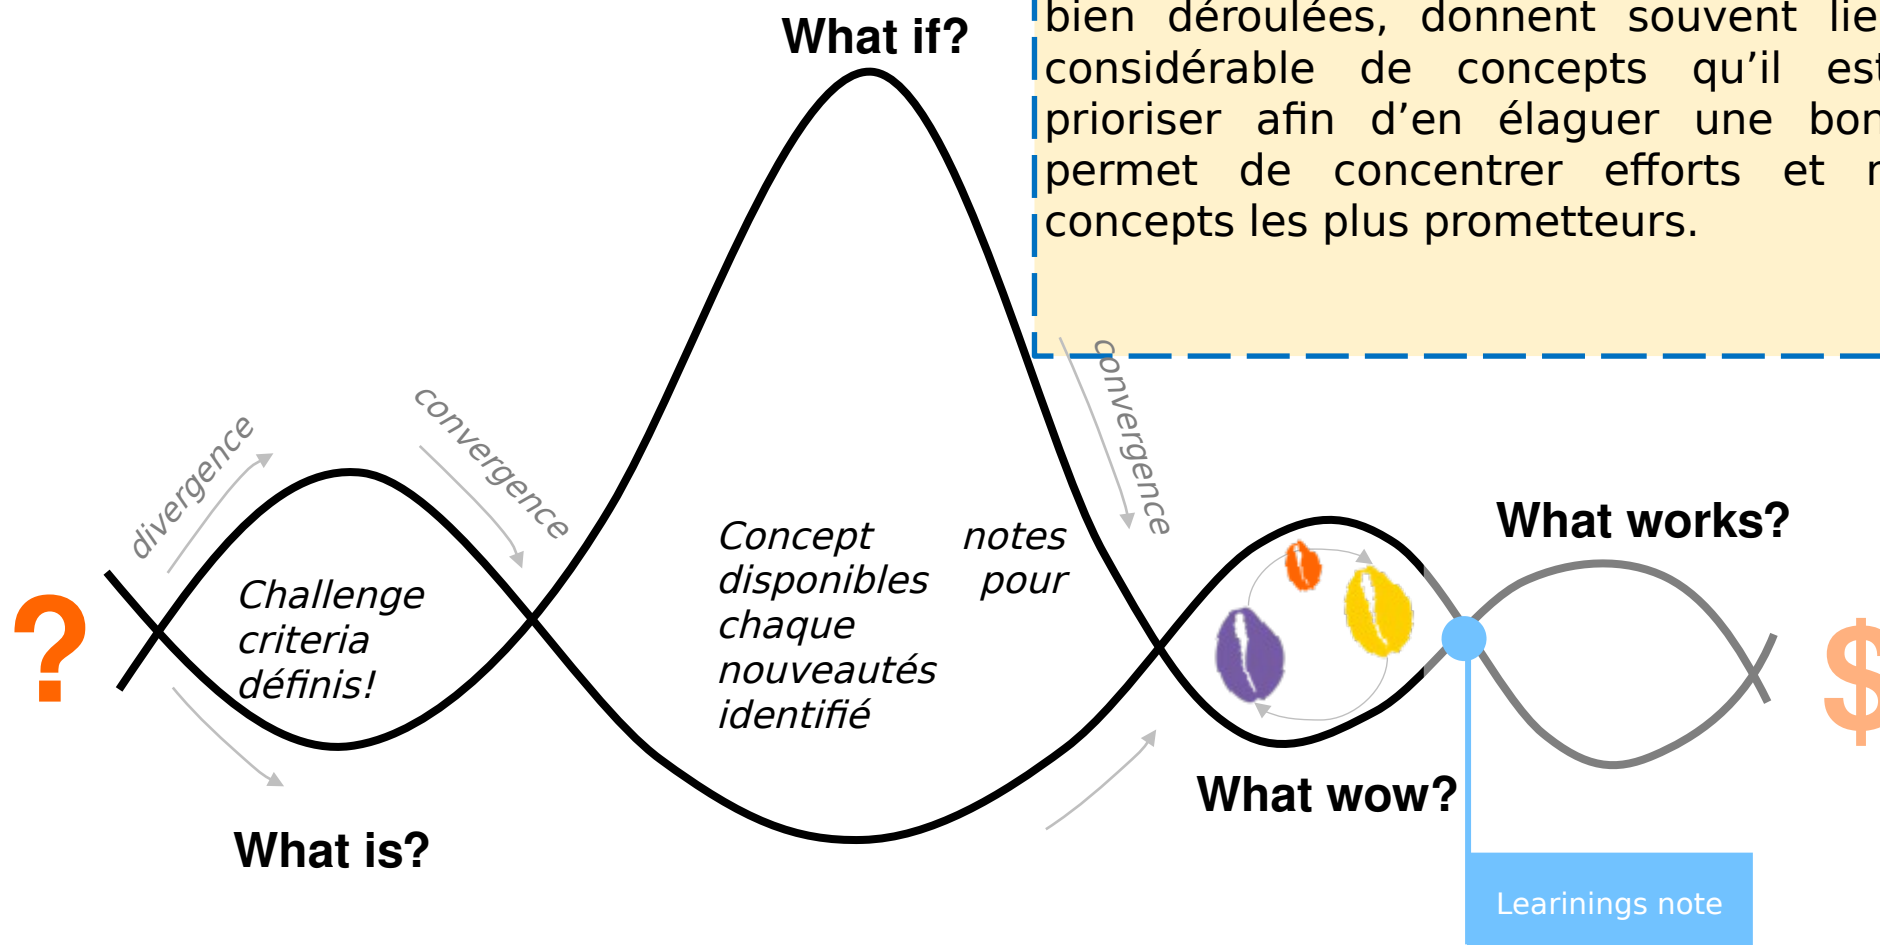 What if?
bien déroulées, donnent souvent
considérable de concepts qu’il est
prioriser afin d’en élaguer une
permet de concentrer efforts et
concepts les plus prometteurs.
divergence
convergence
convergence
Challenge
criteria
définis!
Concept notes
disponibles pour
chaque
nouveautés
identifié
What works?
?
$
What wow?
What is?
Learinings note